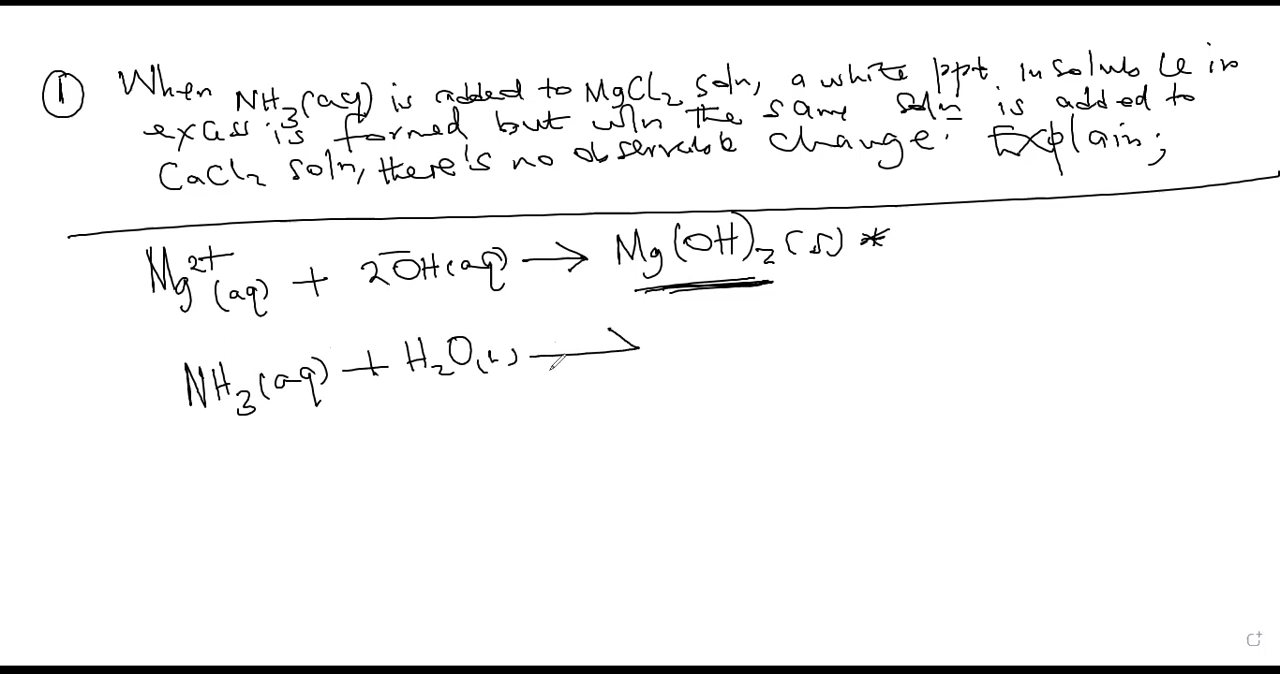 ① When NH₃(aq) is added to MgCl₂ soln, a white ppt insoluble in
excess is formed but when the same soln is added to
CaCl₂ soln, there's no observable change. Explain;
Mg²⁺(aq) + 2ŌH(aq) → Mg(OH)₂(s) *
NH₃(aq) + H₂O(l) →